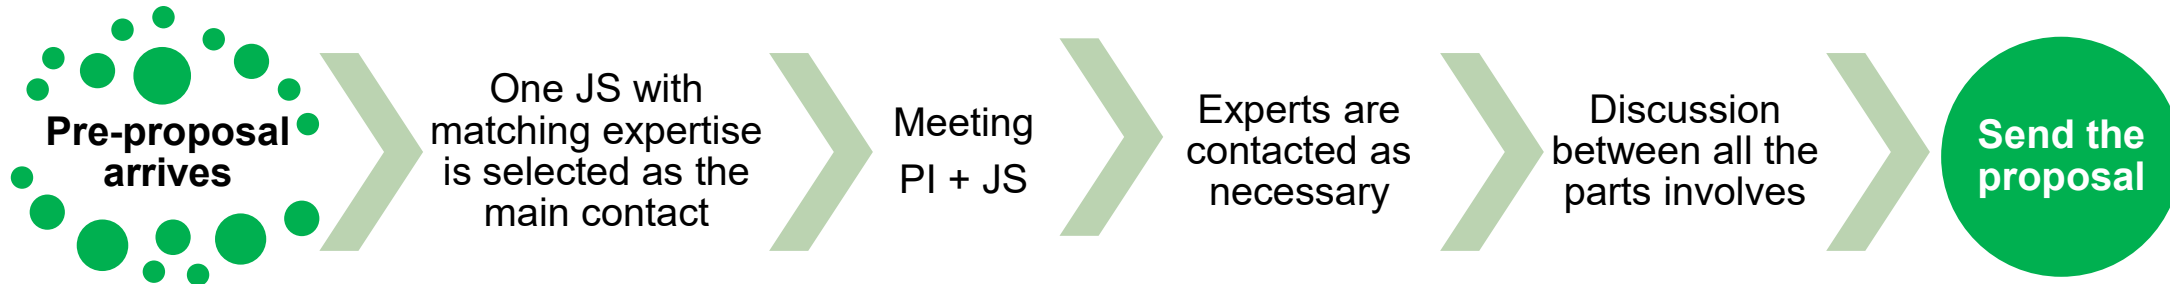 Pre-proposal
arrives
One JS with
matching expertise
is selected as the
main contact
Meeting
PI + JS
Experts are
contacted as
necessary
Discussion
between all the
parts involves
Send the
proposal